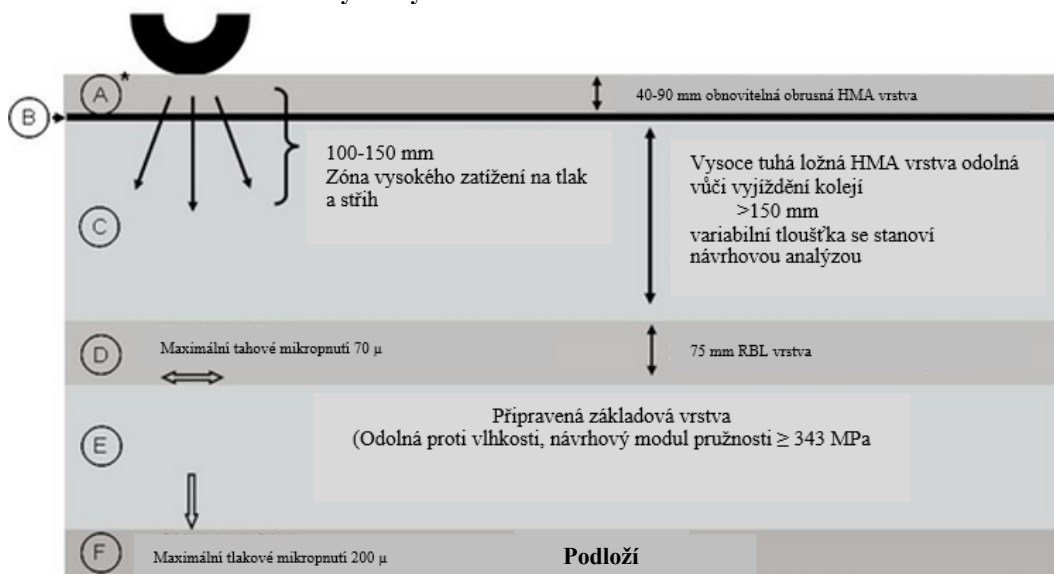 A*
40-90 mm obnovitelná obrusná HMA vrstva
B
100-150 mm
Zóna vysokého zatížení na tlak
a střih
Vysoce tuhá ložná HMA vrstva odolná
vůči vyjíždění kolejí
>150 mm
variabilní tloušťka se stanoví
návrhovou analýzou
C
D
Maximální tahové mikropnutí 70 µ
75 mm RBL vrstva
Připravená základová vrstva
(Odolná proti vlhkosti, návrhový modul pružnosti ≥ 343 MPa
E
F
Maximální tlakové mikropnutí 200 µ
Podloží